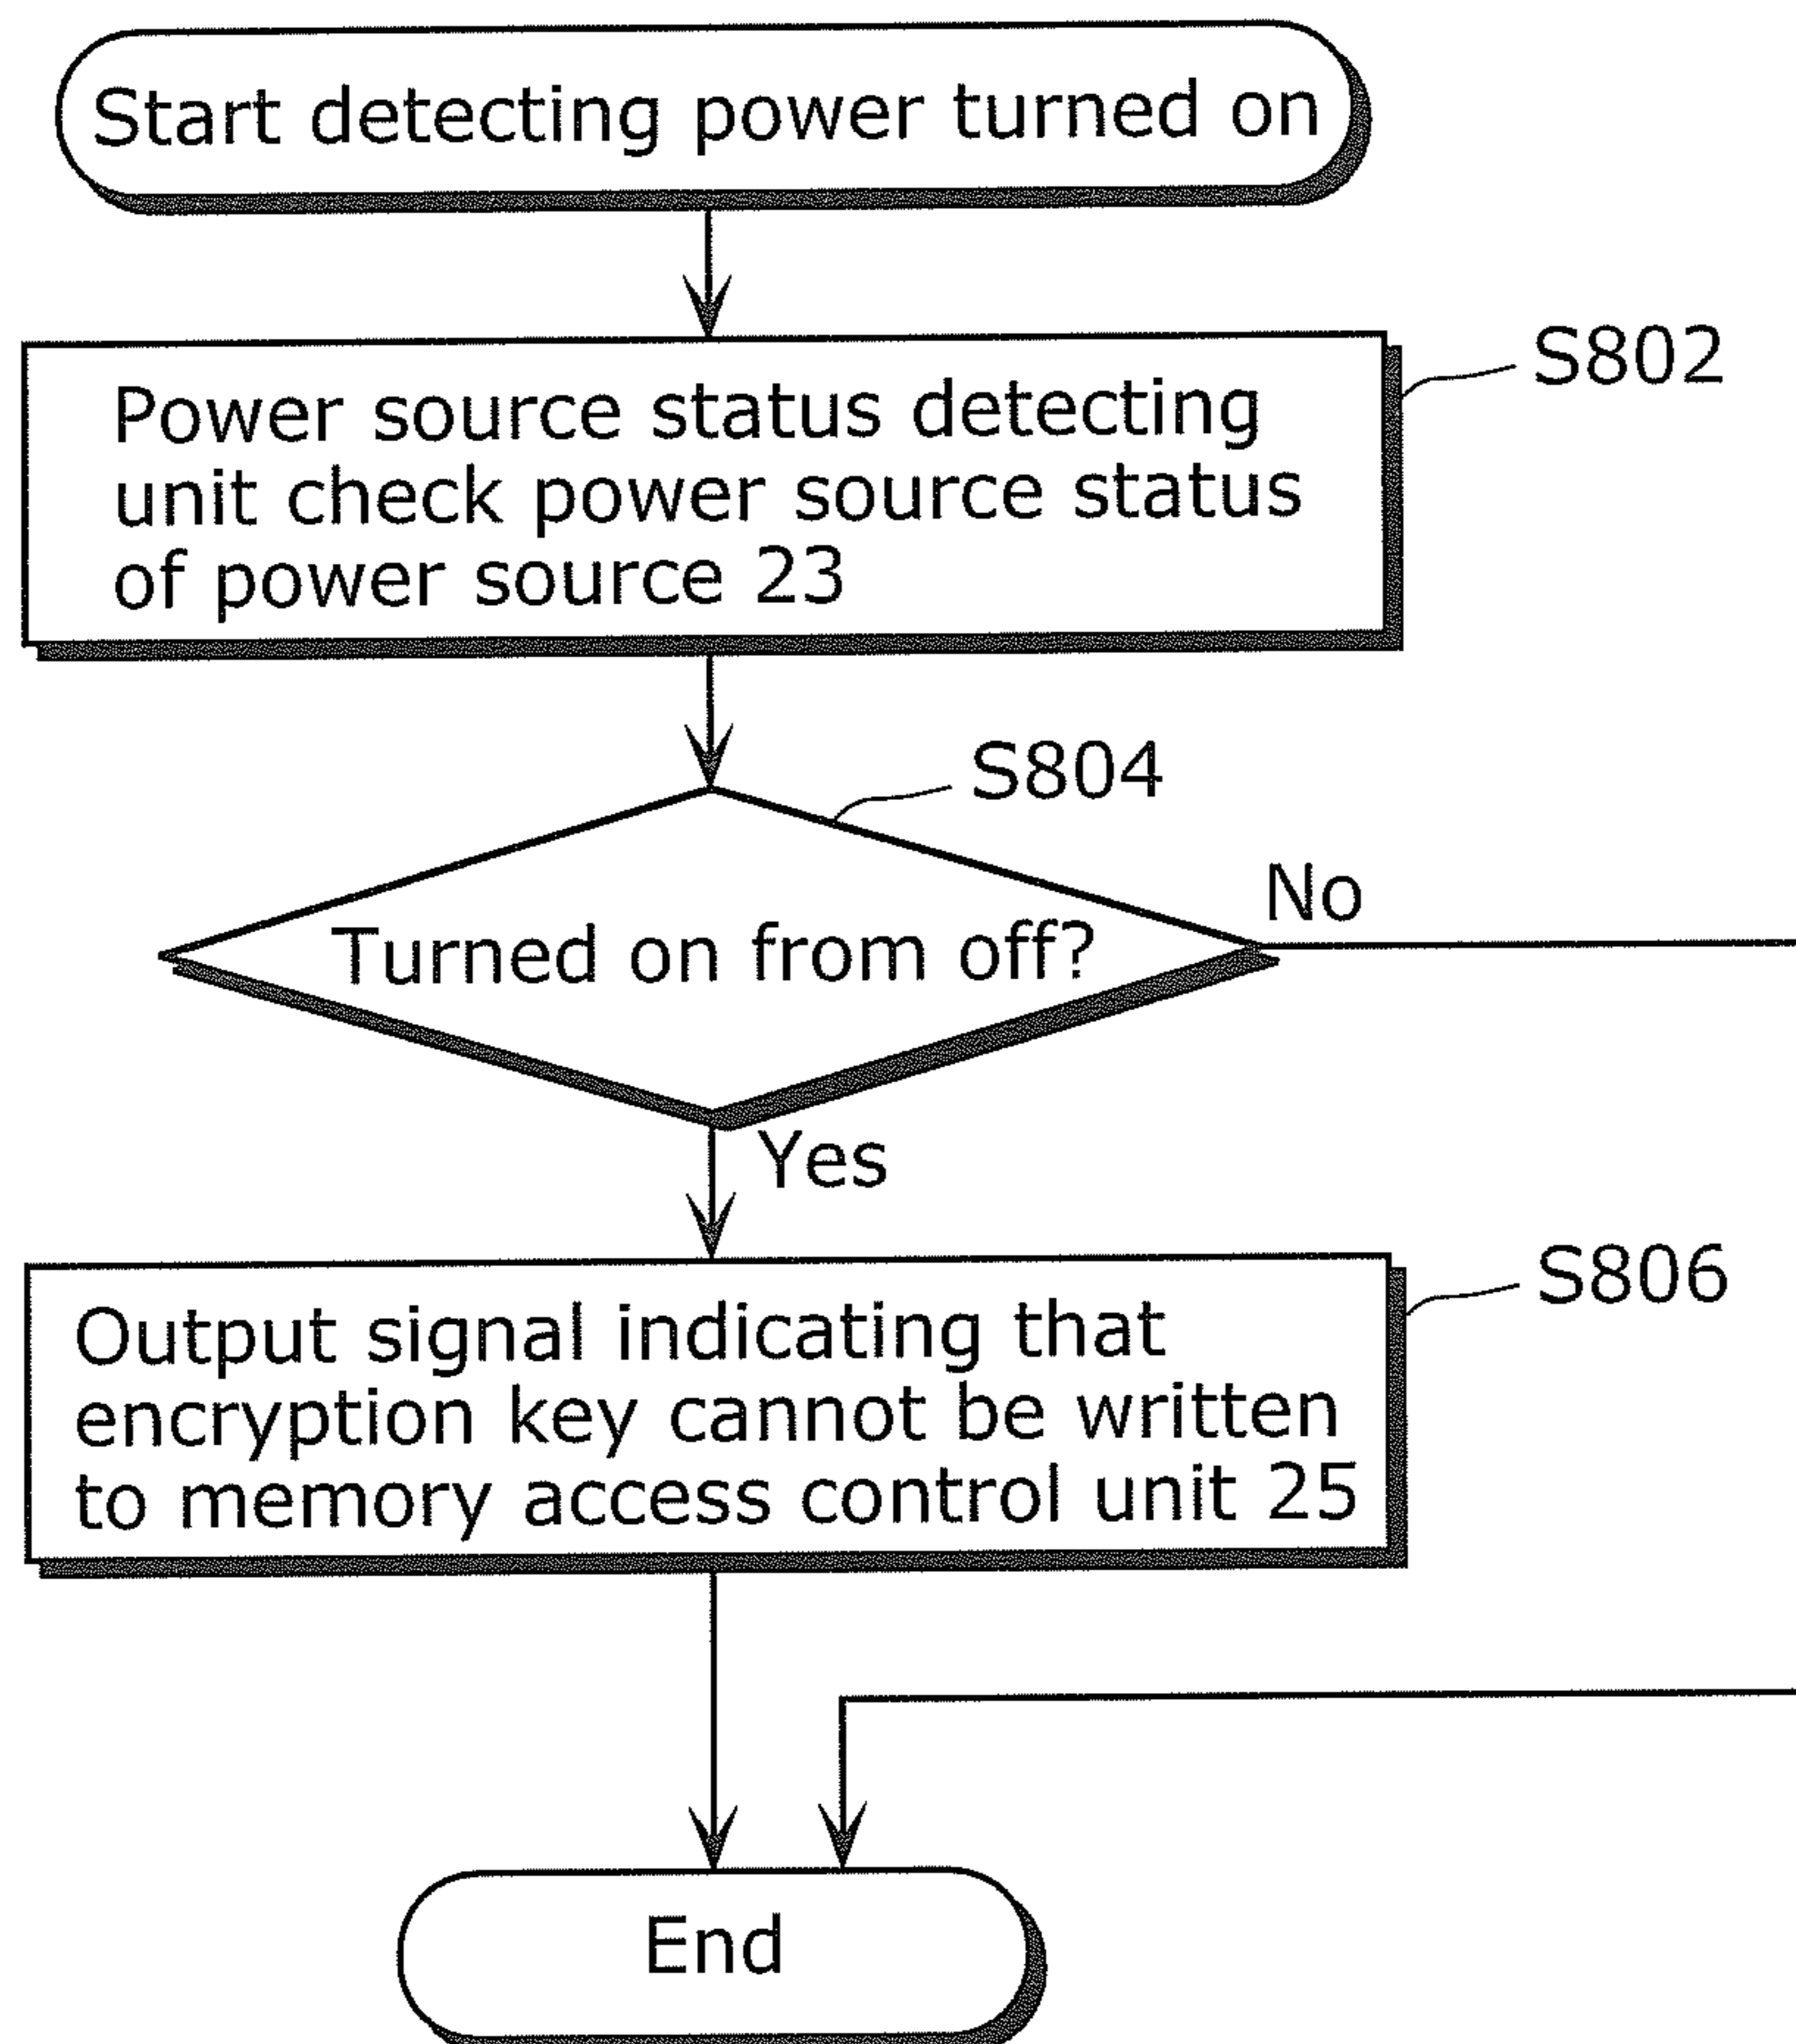 Start detecting power turned on
S802
Power source status detecting
unit check power source status
of power source 23
S804
No
Turned on from off?
Yes
S806
Output signal indicating that
encryption key cannot be written
to memory access control unit 25
End